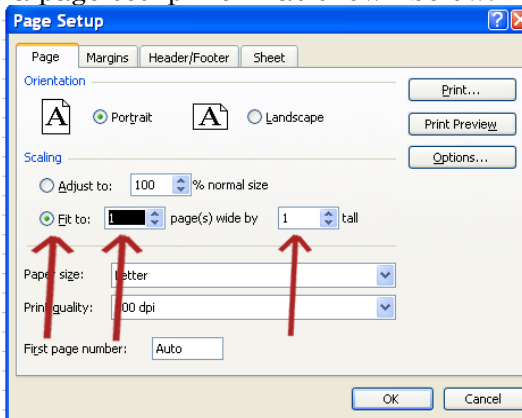 Page Setup
Page Margins Header/Footer Sheet
Orientation
A Portrait A Landscape
Print...
Print Preview
Options...
Scaling
Adjust to: 100 % normal size
Fit to: 1 page(s) wide by 1 tall
Paper size: Letter
Print quality: 00 dpi
First page number: Auto
OK Cancel